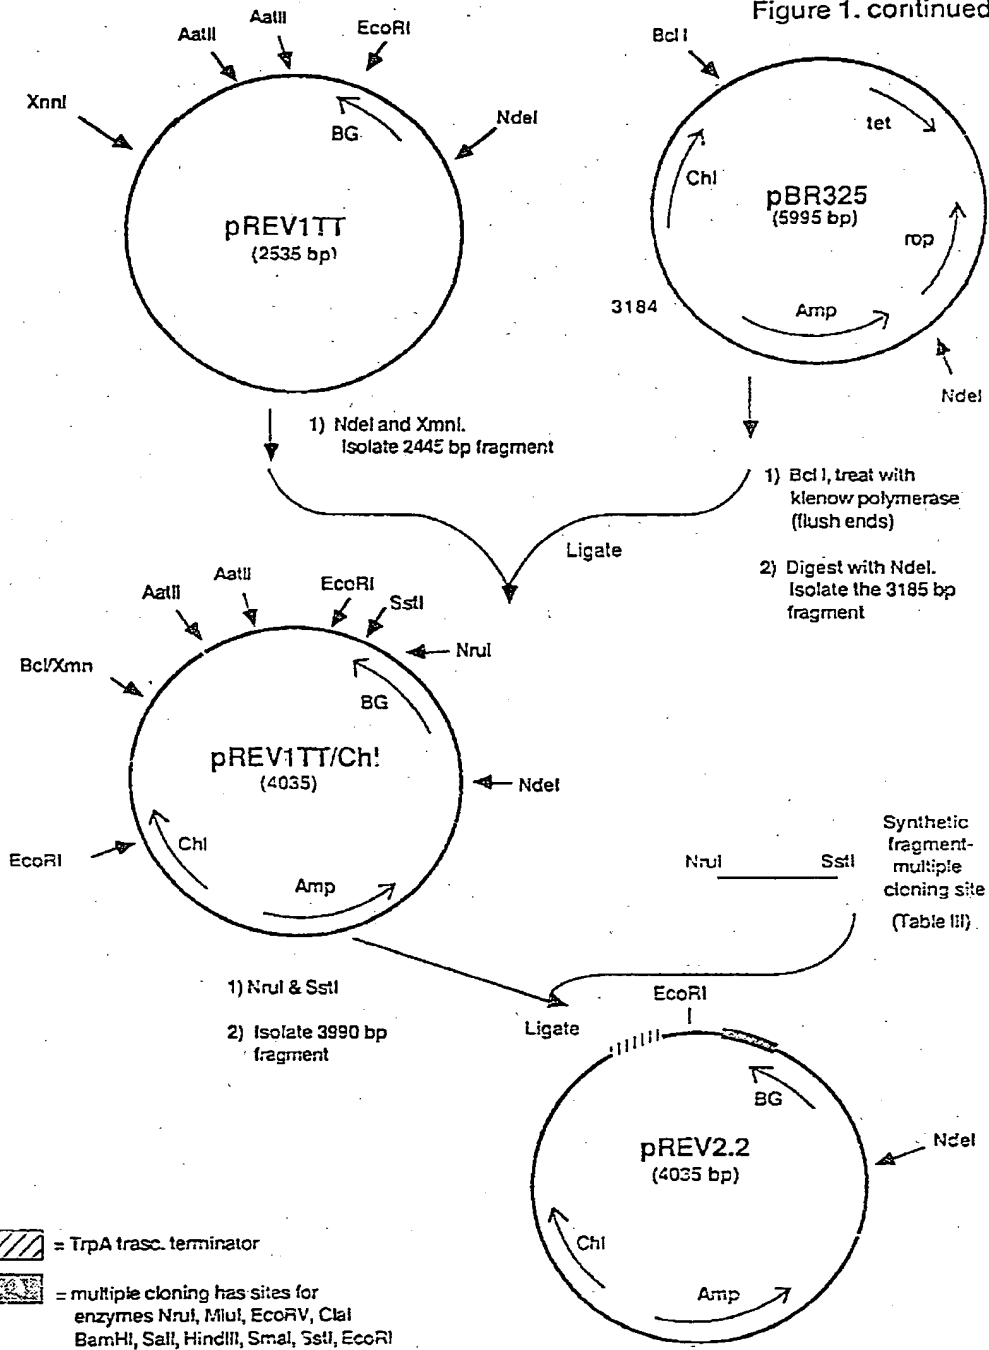 Figure 1. continued
AatII
AatII
EcoRI
XnnI
BG
NdeI
pREV1TT
(2535 bp)
BclI
tet
Chl
pBR325
(5995 bp)
rop
3184
Amp
NdeI
1) NdeI and XmnI.
Isolate 2445 bp fragment
1) BclI, treat with
klenow polymerase
(flush ends)
2) Digest with NdeI.
Isolate the 3185 bp
fragment
Ligate
AatII
AatII
EcoRI
SstI
NruI
Bcl/Xmn
BG
pREV1TT/Chl
(4035)
NdeI
EcoRI
Chl
Amp
NruI
SstI
Synthetic
fragment-
multiple
cloning site
(Table III)
1) NruI & SstI
2) Isolate 3990 bp
fragment
Ligate
EcoRI
BG
NdeI
pREV2.2
(4035 bp)
Chl
Amp
= TrpA trasc. terminator
= multiple cloning has sites for
enzymes NruI, MluI, EcoRV, ClaI
BamHI, SalI, HindIII, SmaI, SstI, EcoRI